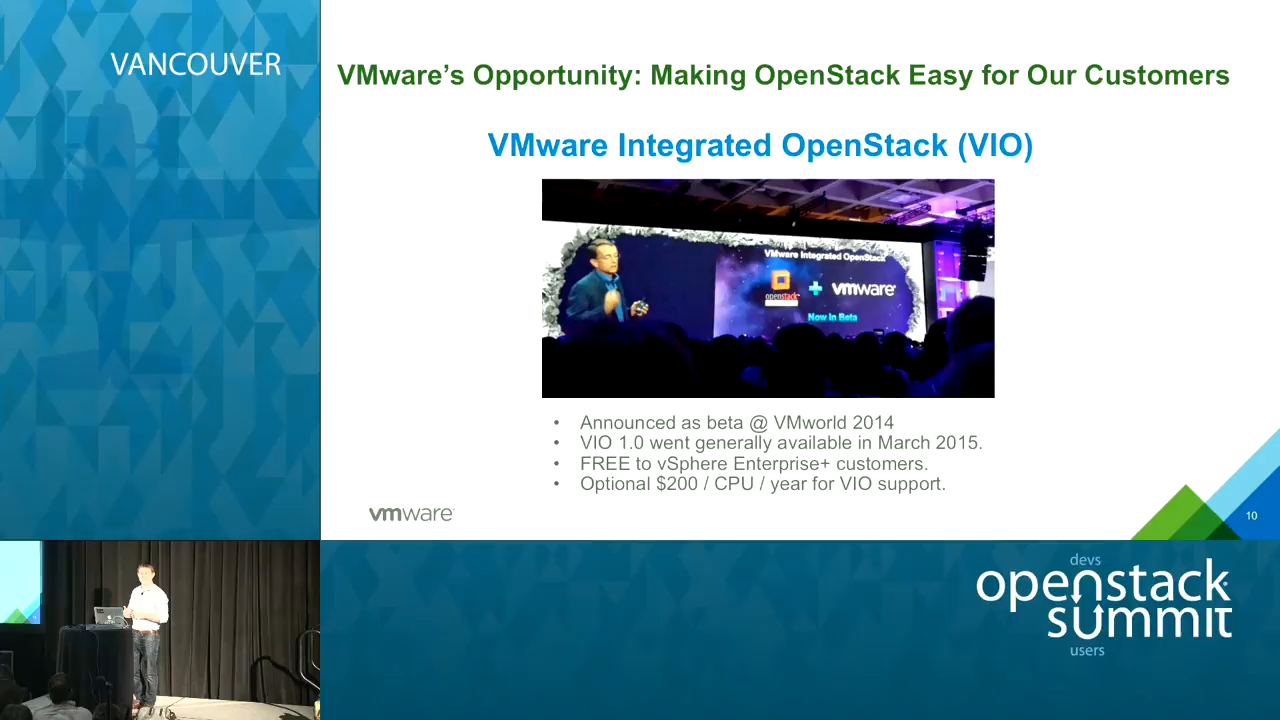 VANCOUVER
VMware's Opportunity: Making OpenStack Easy for Our Customers
VMware Integrated OpenStack (VIO)
VMware Integrated OpenStack
openstack
vmware
Now in Beta
• Announced as beta @ VMworld 2014
• VIO 1.0 went generally available in March 2015.
• FREE to vSphere Enterprise+ customers.
• Optional $200 / CPU / year for VIO support.
vmware
10
devs
openstack
summit
users